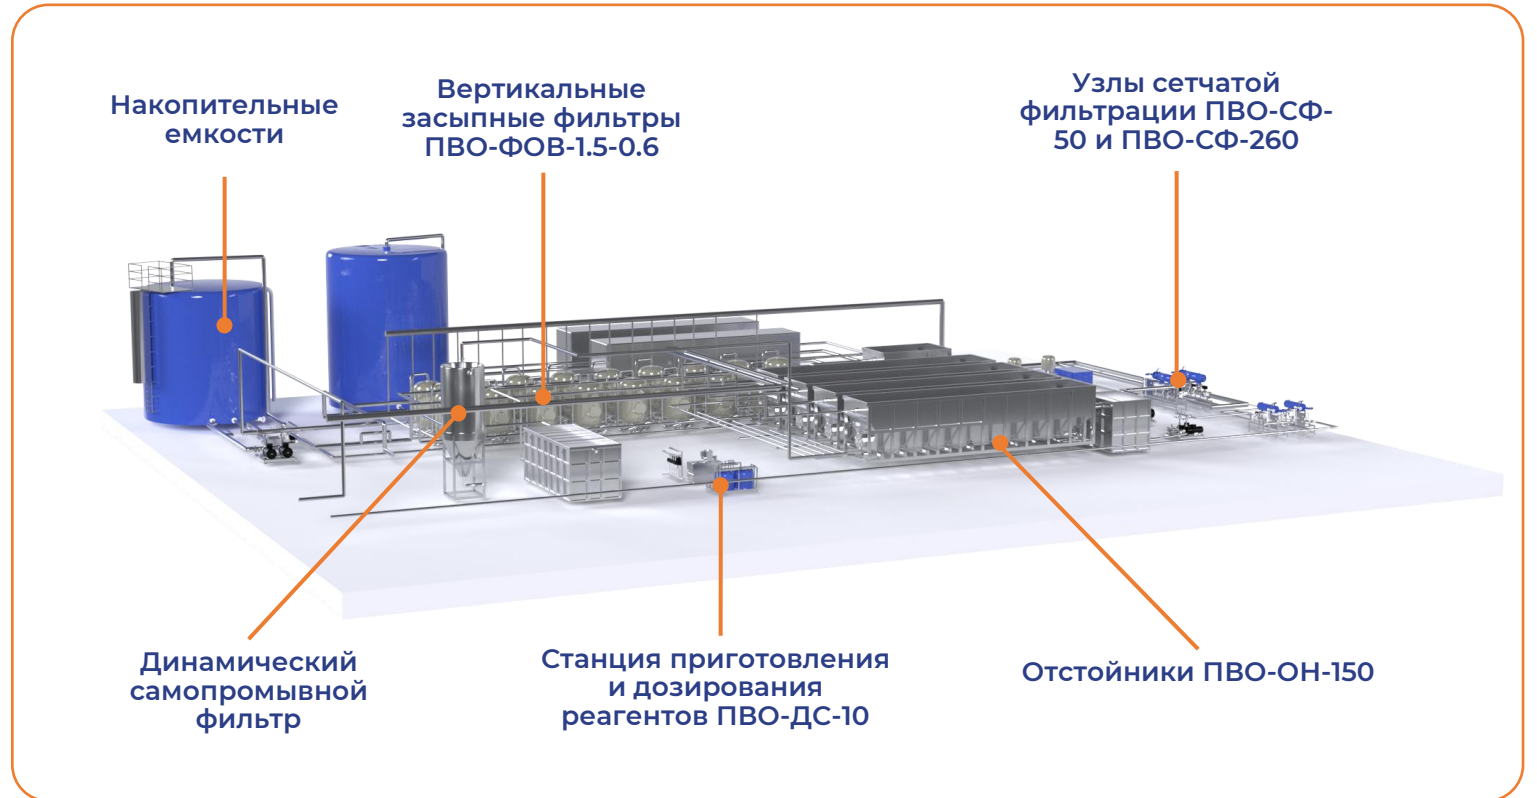 Накопительные
емкости
Вертикальные
засыпные фильтры
ПВО-ФОВ-1.5-0.6
Узлы сетчатой
фильтрации ПВО-СФ-
50 и ПВО-СФ-260
Динамический
самопромывной
фильтр
Станция приготовления
и дозирования
реагентов ПВО-ДС-10
Отстойники ПВО-ОН-150